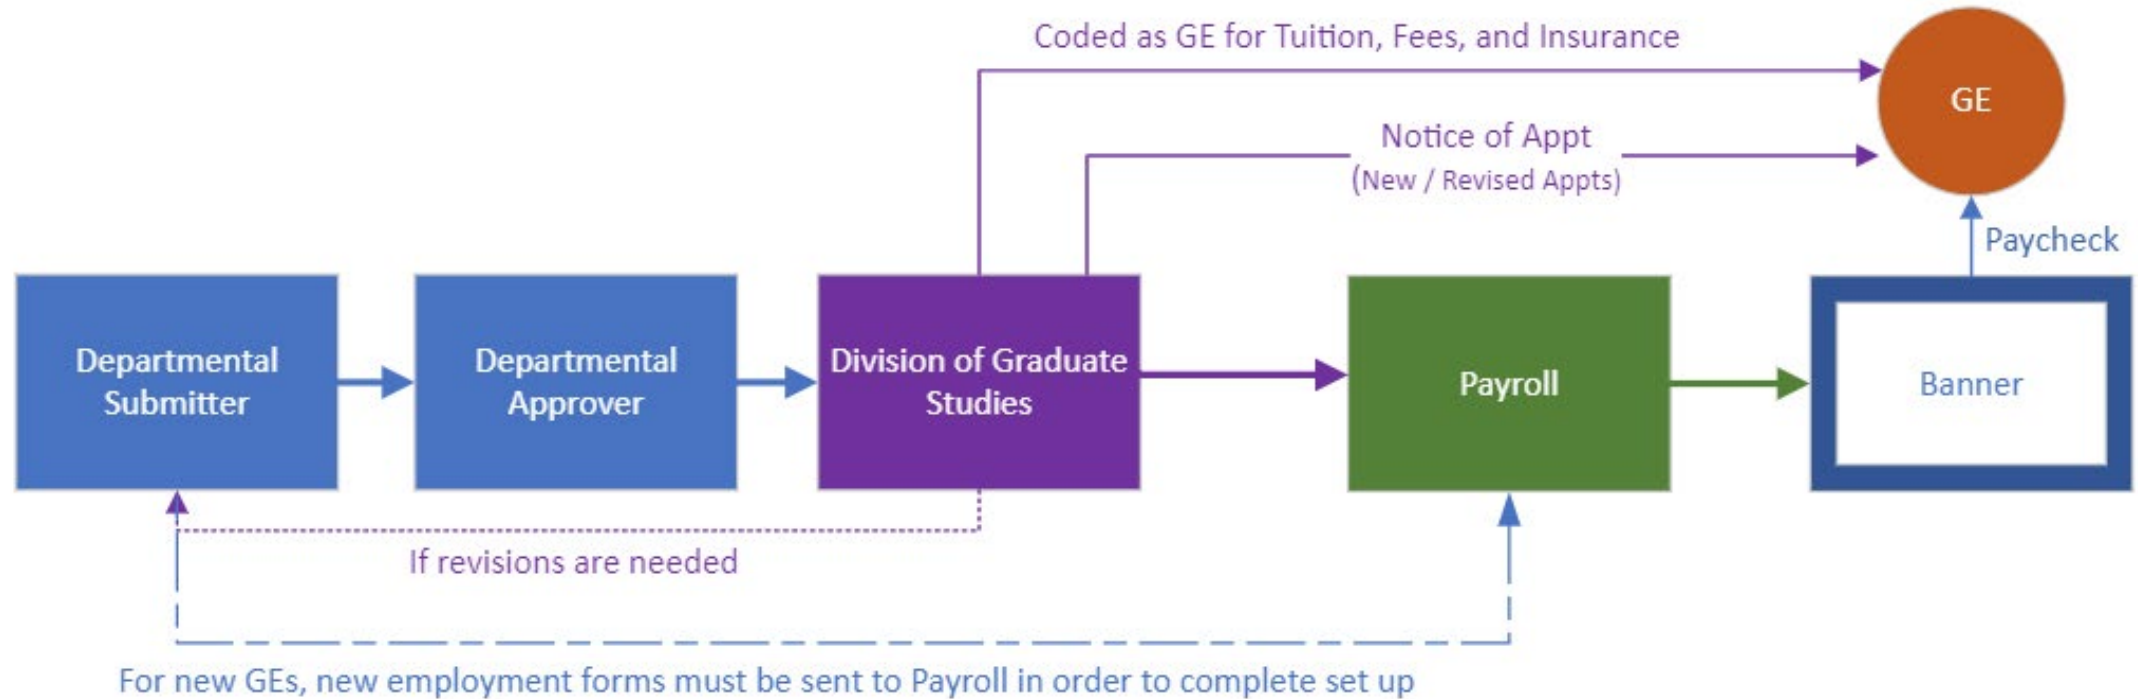 Coded as GE for Tuition, Fees, and Insurance
GE
Notice of Appt
(New / Revised Appts)
Paycheck
Departmental
Submitter
Departmental
Approver
Division of Graduate
Studies
Payroll
Banner
If revisions are needed
For new GEs, new employment forms must be sent to Payroll in order to complete set up